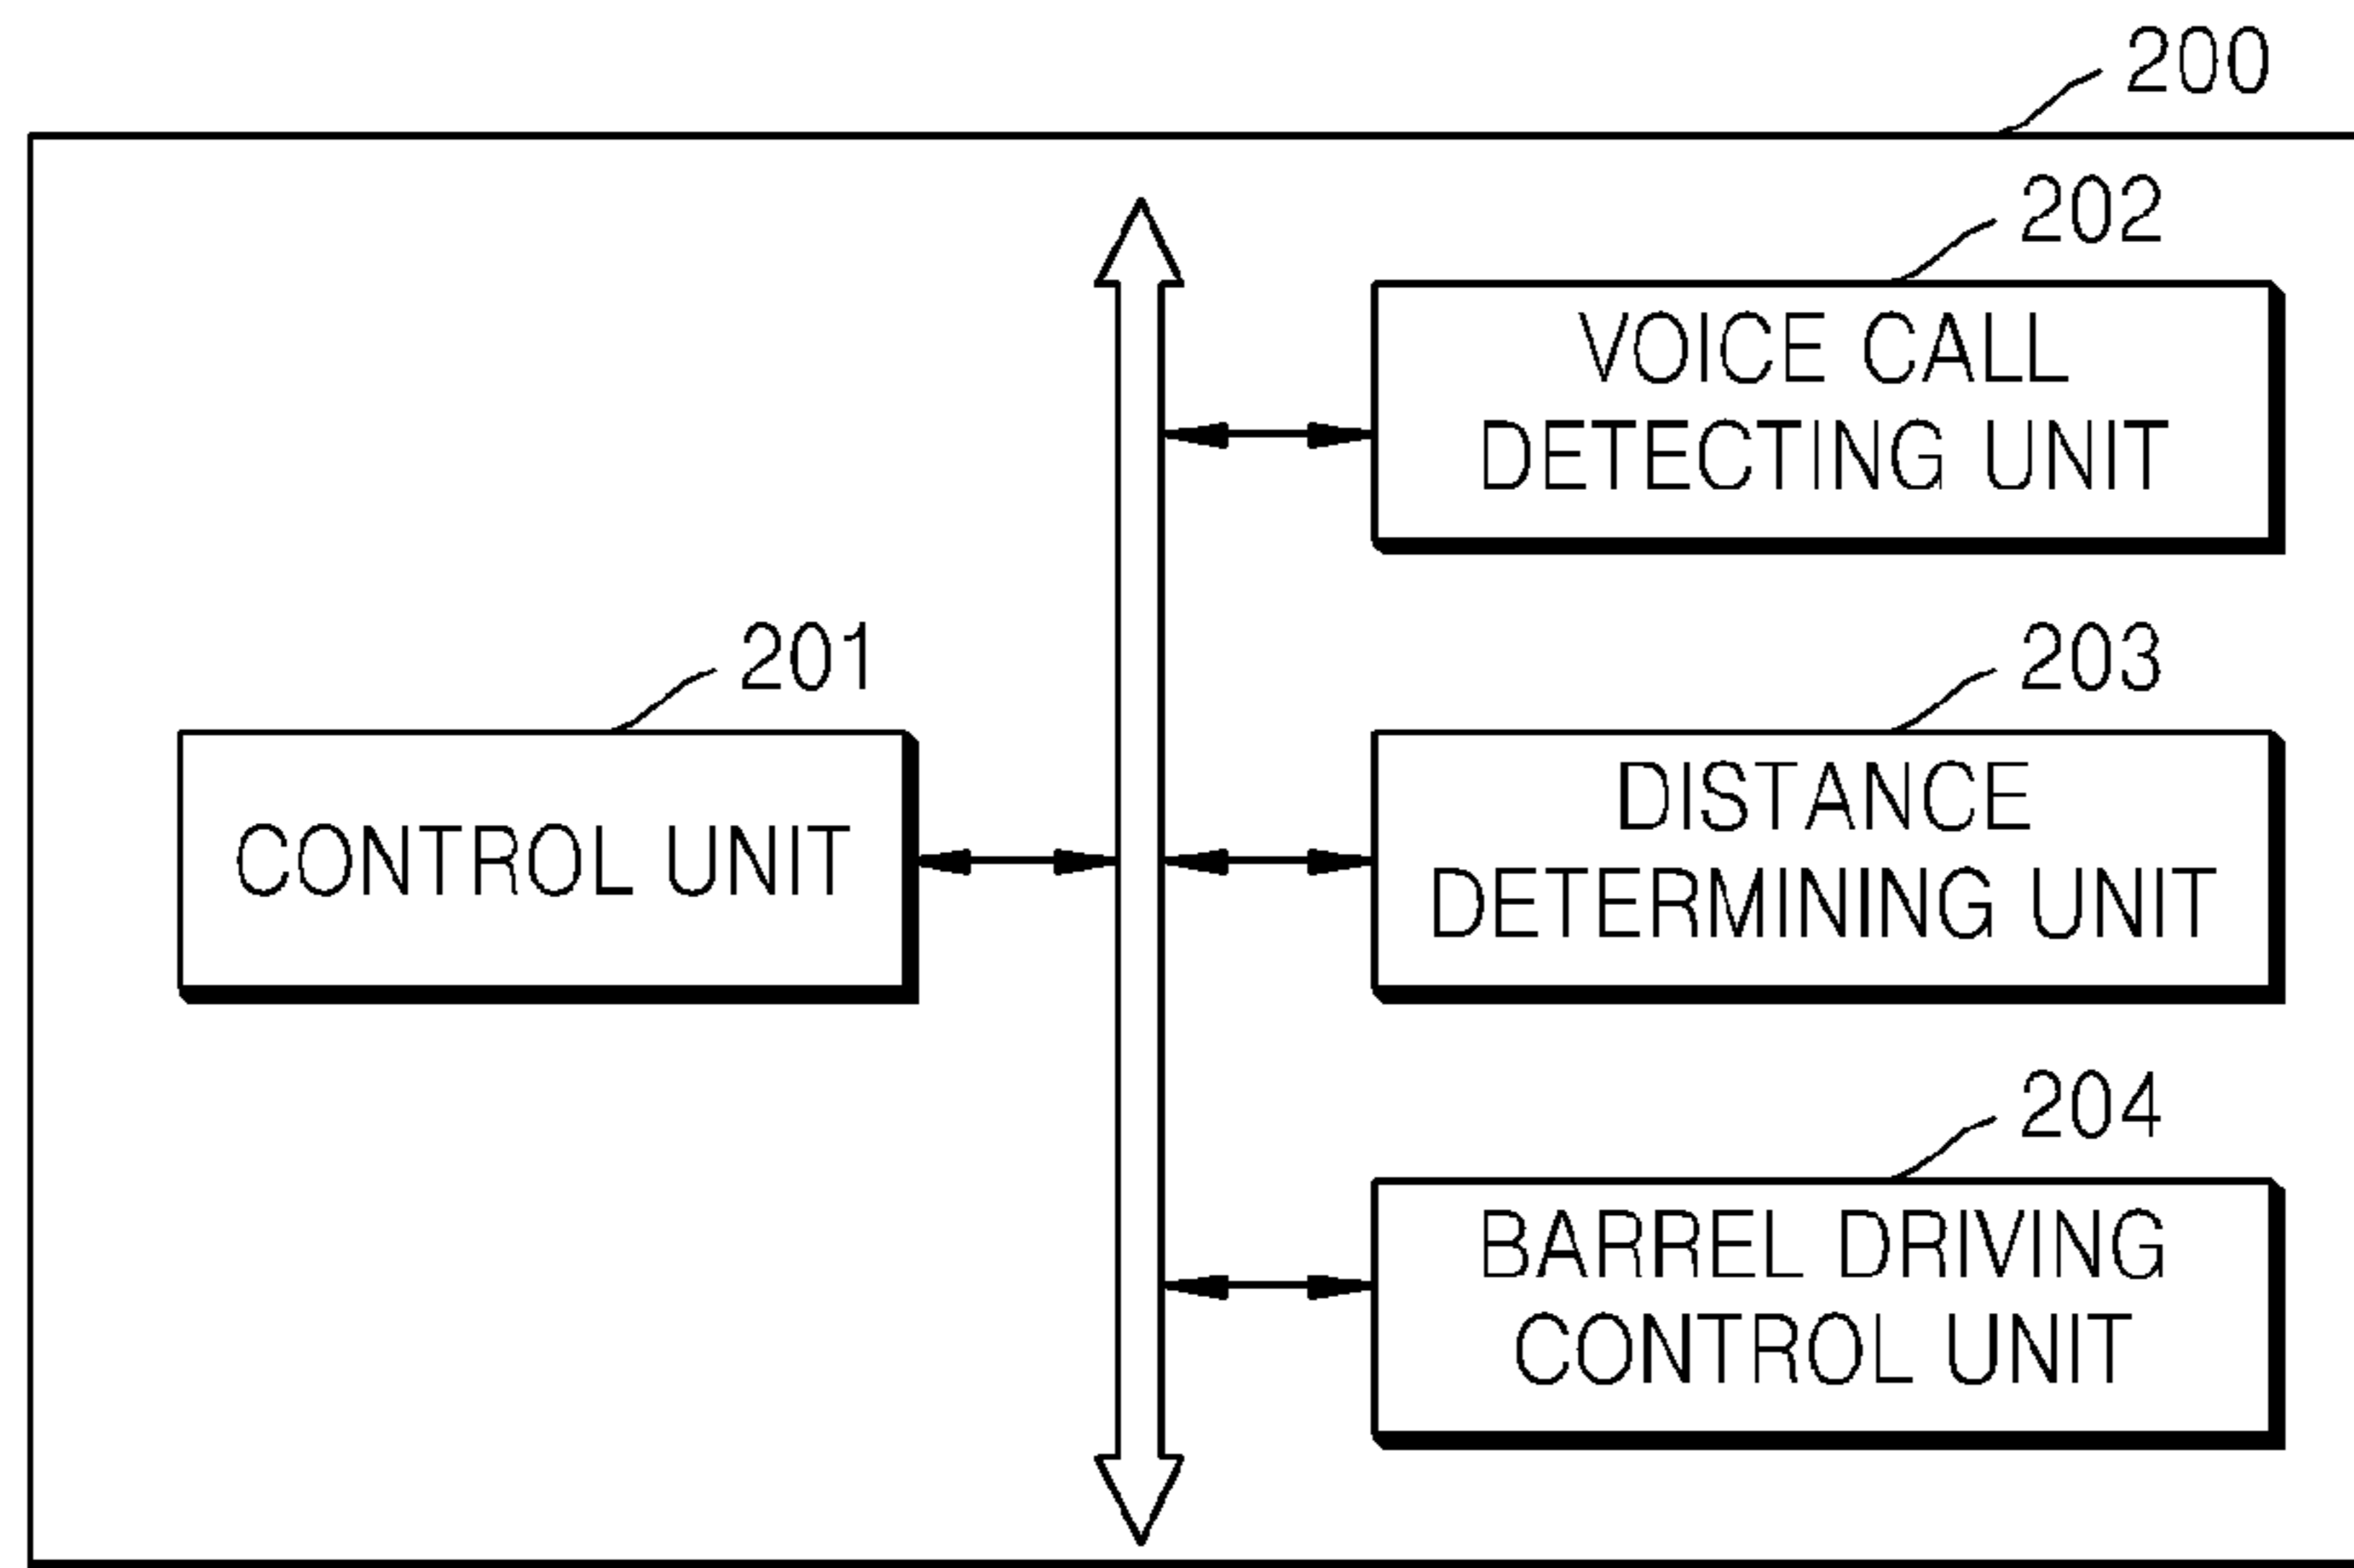 200
202
VOICE CALL
DETECTING UNIT
201
CONTROL UNIT
203
DISTANCE
DETERMINING UNIT
204
BARREL DRIVING
CONTROL UNIT